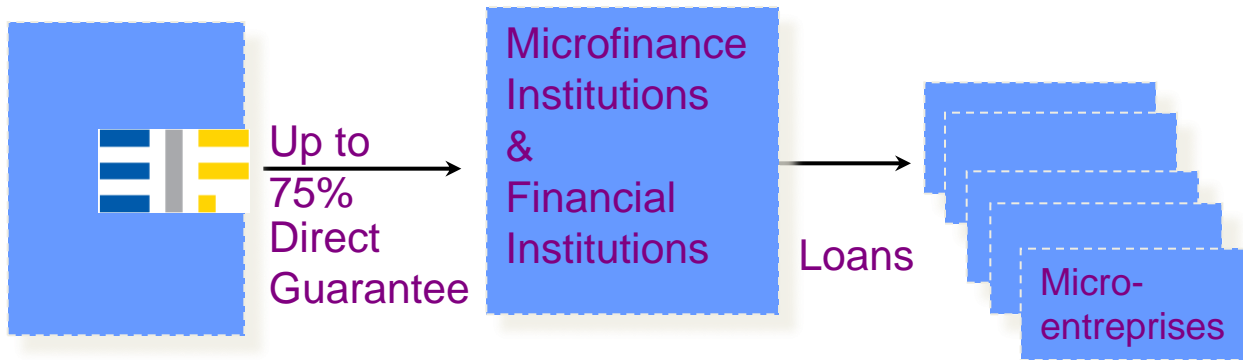 Up to
75%
Direct
Guarantee
Microfinance
Institutions
&
Financial
Institutions
Loans
Micro-
entreprises